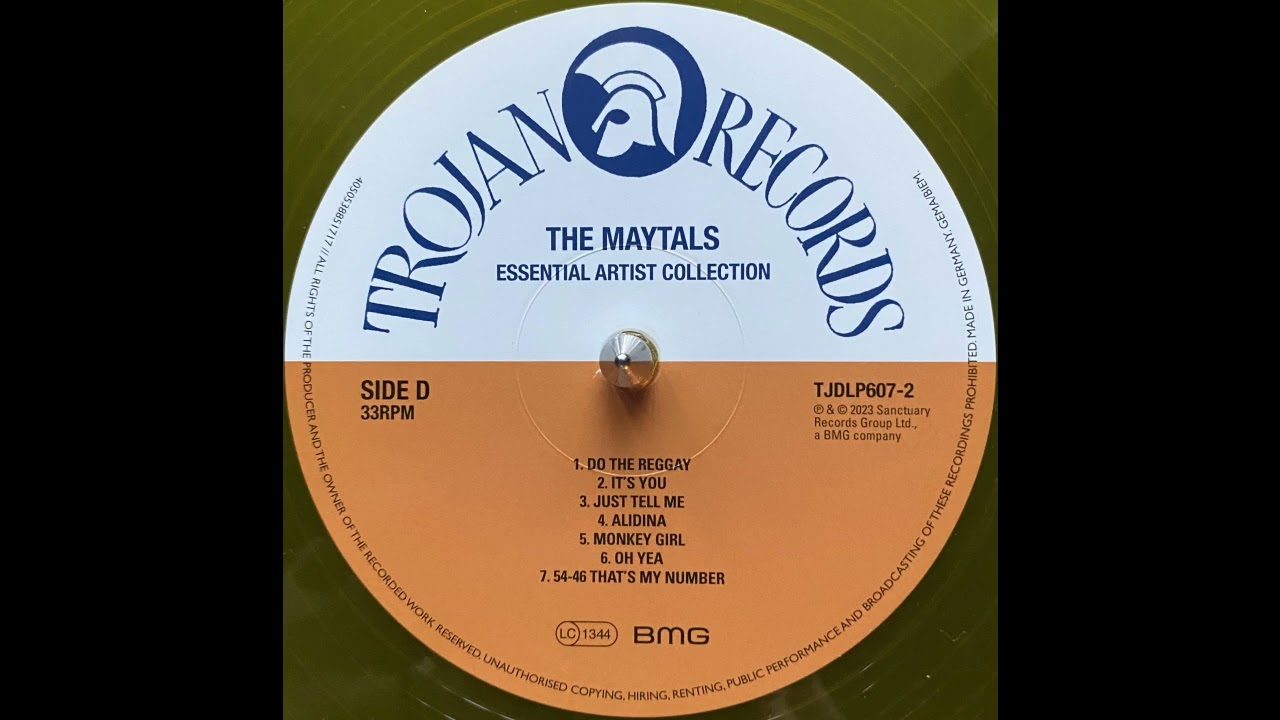 TROJAN RECORDS
THE MAYTALS
ESSENTIAL ARTIST COLLECTION
SIDE D
33RPM
TJDLP607-2
℗ & © 2023 Sanctuary
Records Group Ltd.,
a BMG company
1. DO THE REGGAY
2. IT'S YOU
3. JUST TELL ME
4. ALIDINA
5. MONKEY GIRL
6. OH YEA
7. 54-46 THAT'S MY NUMBER
LC 1344 BMG
4050538851717 // ALL RIGHTS OF THE PRODUCER AND THE OWNER OF THE RECORDED WORK RESERVED. UNAUTHORISED COPYING, HIRING, RENTING, PUBLIC PERFORMANCE AND BROADCASTING OF THESE RECORDINGS PROHIBITED. MADE IN GERMANY. GEMA/BIEM.